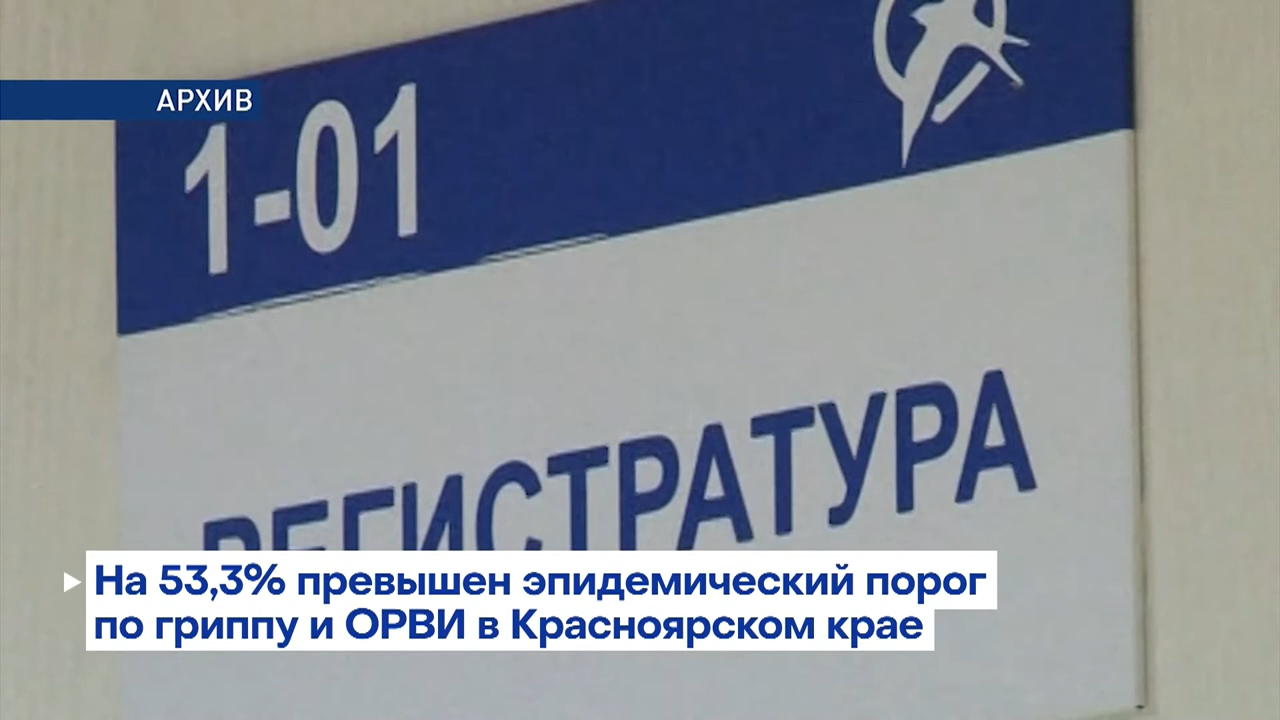 АРХИВ
1-01
РЕГИСТРАТУРА
На 53,3% превышен эпидемический порог
по гриппу и ОРВИ в Красноярском крае